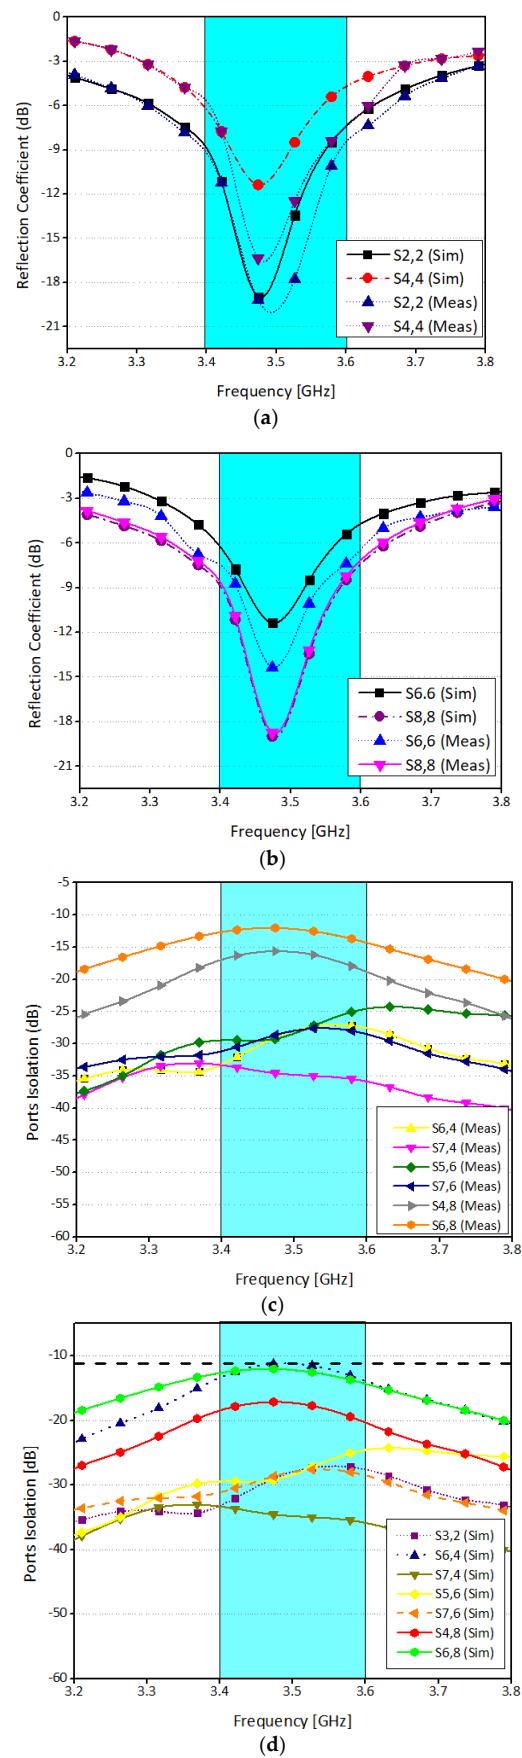 0
-3
-6
-9
-12
-15
-18
-21
Reflection Coefficient (dB)
S2,2 (Sim)
S4,4 (Sim)
S2,2 (Meas)
S4,4 (Meas)
3.2 3.3 3.4 3.5 3.6 3.7 3.8
Frequency [GHz]
(a)
0
-3
-6
-9
-12
-15
-18
-21
Reflection Coefficient (dB)
S6.6 (Sim)
S8,8 (Sim)
S6,6 (Meas)
S8,8 (Meas)
3.2 3.3 3.4 3.5 3.6 3.7 3.8
Frequency [GHz]
(b)
-5
-10
-15
-20
-25
-30
-35
-40
-45
-50
-55
-60
Ports Isolation (dB)
S6,4 (Meas)
S7,4 (Meas)
S5,6 (Meas)
S7,6 (Meas)
S4,8 (Meas)
S6,8 (Meas)
3.2 3.3 3.4 3.5 3.6 3.7 3.8
Frequency [GHz]
(c)
-10
-20
-30
-40
-50
-60
Ports Isolation [dB]
S3,2 (Sim)
S6,4 (Sim)
S7,4 (Sim)
S5,6 (Sim)
S7,6 (Sim)
S4,8 (Sim)
S6,8 (Sim)
3.2 3.3 3.4 3.5 3.6 3.7 3.8
Frequency [GHz]
(d)